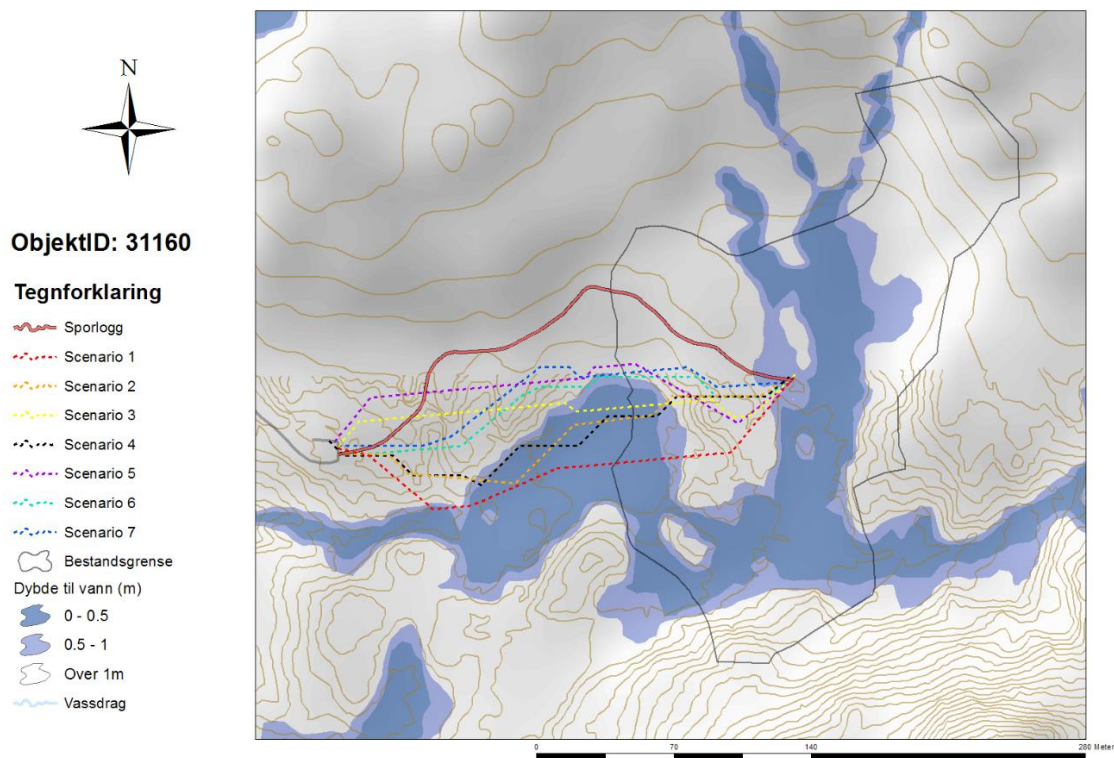 N
ObjektID: 31160
Tegnforklaring
Sporlogg
Scenario 1
Scenario 2
Scenario 3
Scenario 4
Scenario 5
Scenario 6
Scenario 7
Bestandsgrense
Dybde til vann (m)
0 - 0.5
0.5 - 1
Over 1m
Vassdrag
0 70 140 280 Meter